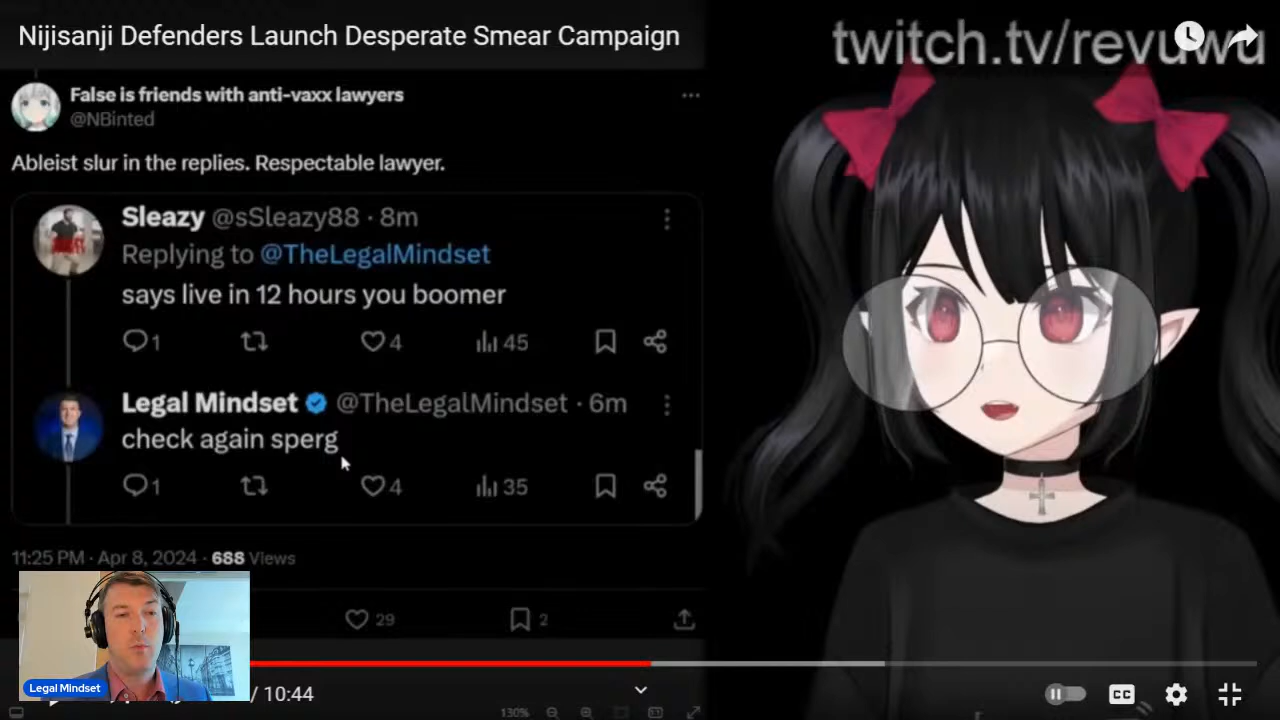 Nijisanji Defenders Launch Desperate Smear Campaign
twitch.tv/revuwu
False is friends with anti-vaxx lawyers
@NBinted
Ableist slur in the replies. Respectable lawyer.
Sleazy @sSleazy88 · 8m
Replying to @TheLegalMindset
says live in 12 hours you boomer
1 4 45
Legal Mindset @TheLegalMindset · 6m
check again sperg
1 4 35
11:25 PM · Apr 8, 2024 · 688 Views
29 2
Legal Mindset
/ 10:44
CC
130%